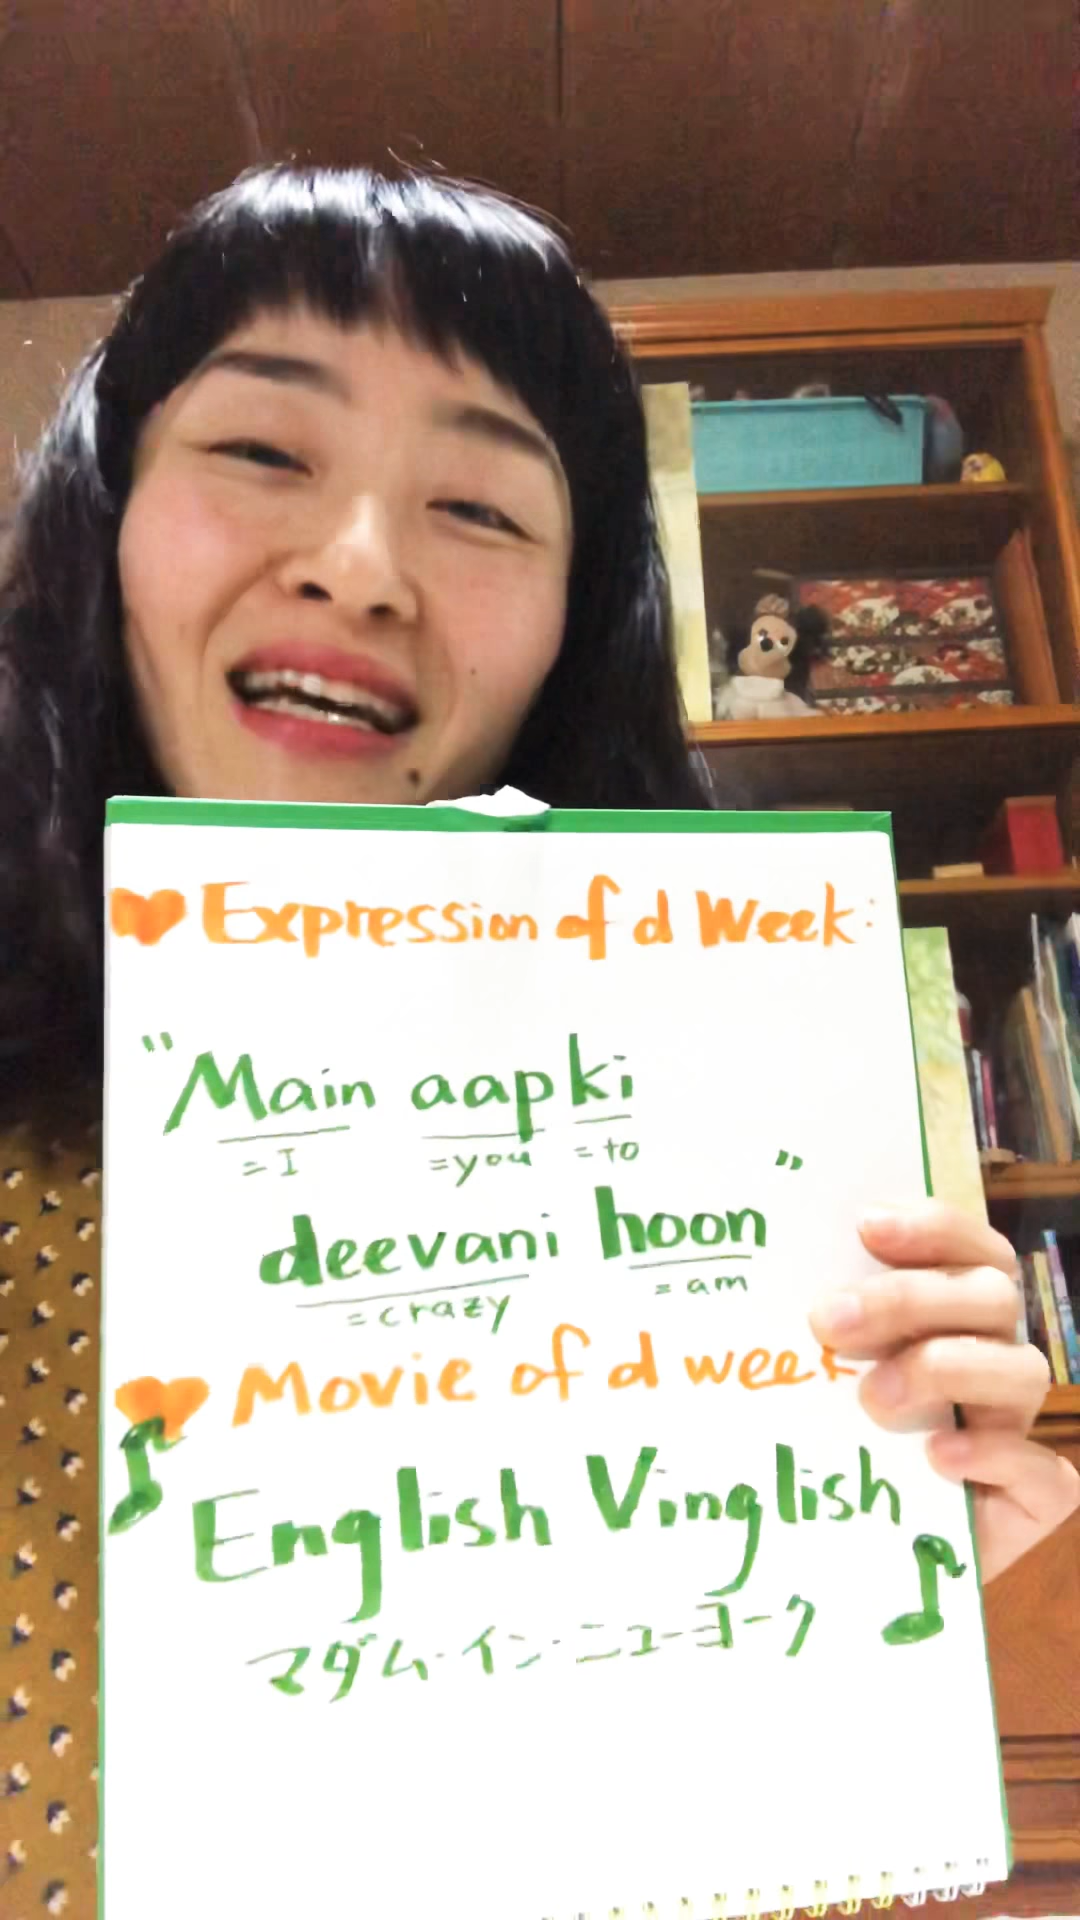 Expression of d Week:
"Main aapki
=I =you =to
deevani hoon"
=crazy =am
Movie of d week
English Vinglish
マダム・イン・ニューヨーク